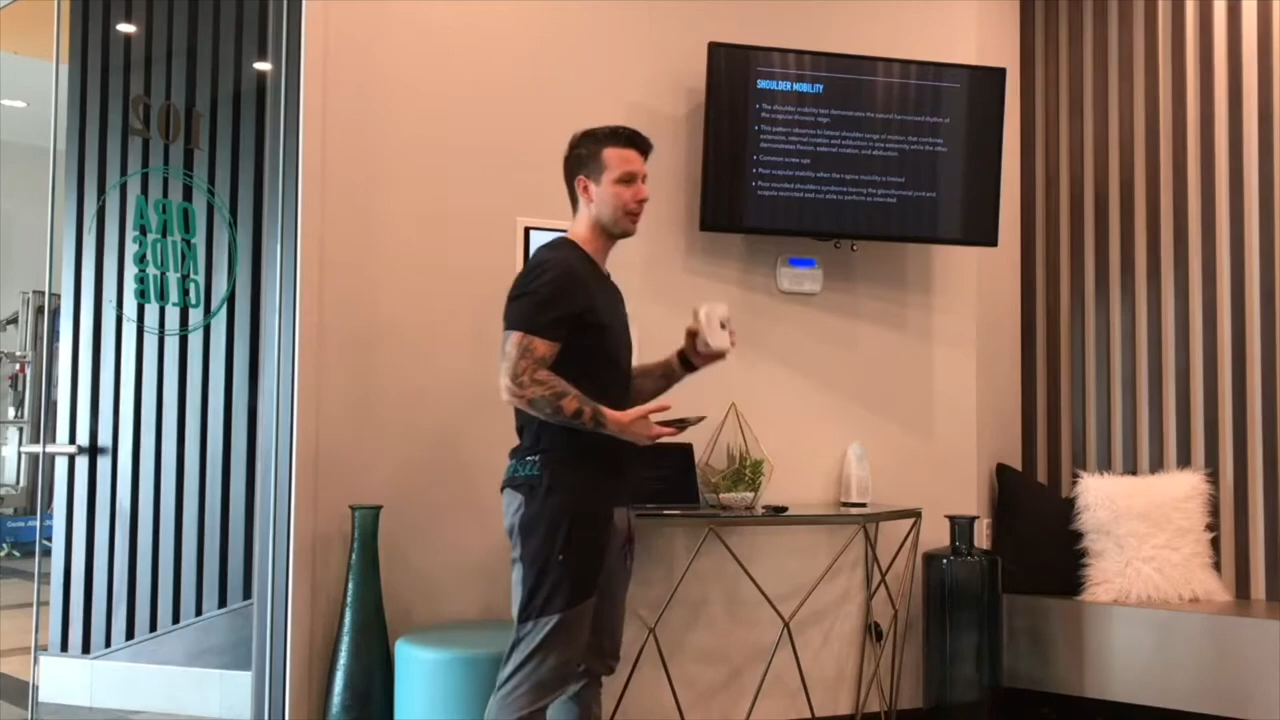 102
ORA
KIDS
CLUB
SHOULDER MOBILITY
The shoulder mobility test demonstrates the natural harmonized rhythm of
the scapular-thoracic reign.
This pattern observes bi-lateral shoulder range of motion, that combines
extension, internal rotation and adduction in one extremity while the other
demonstrates flexion, external rotation, and abduction.
Common screw ups
Poor scapular stability when the t-spine mobility is limited
Poor rounded shoulders syndrome leaving the glenohumeral joint and
scapula restricted and not able to perform as intended